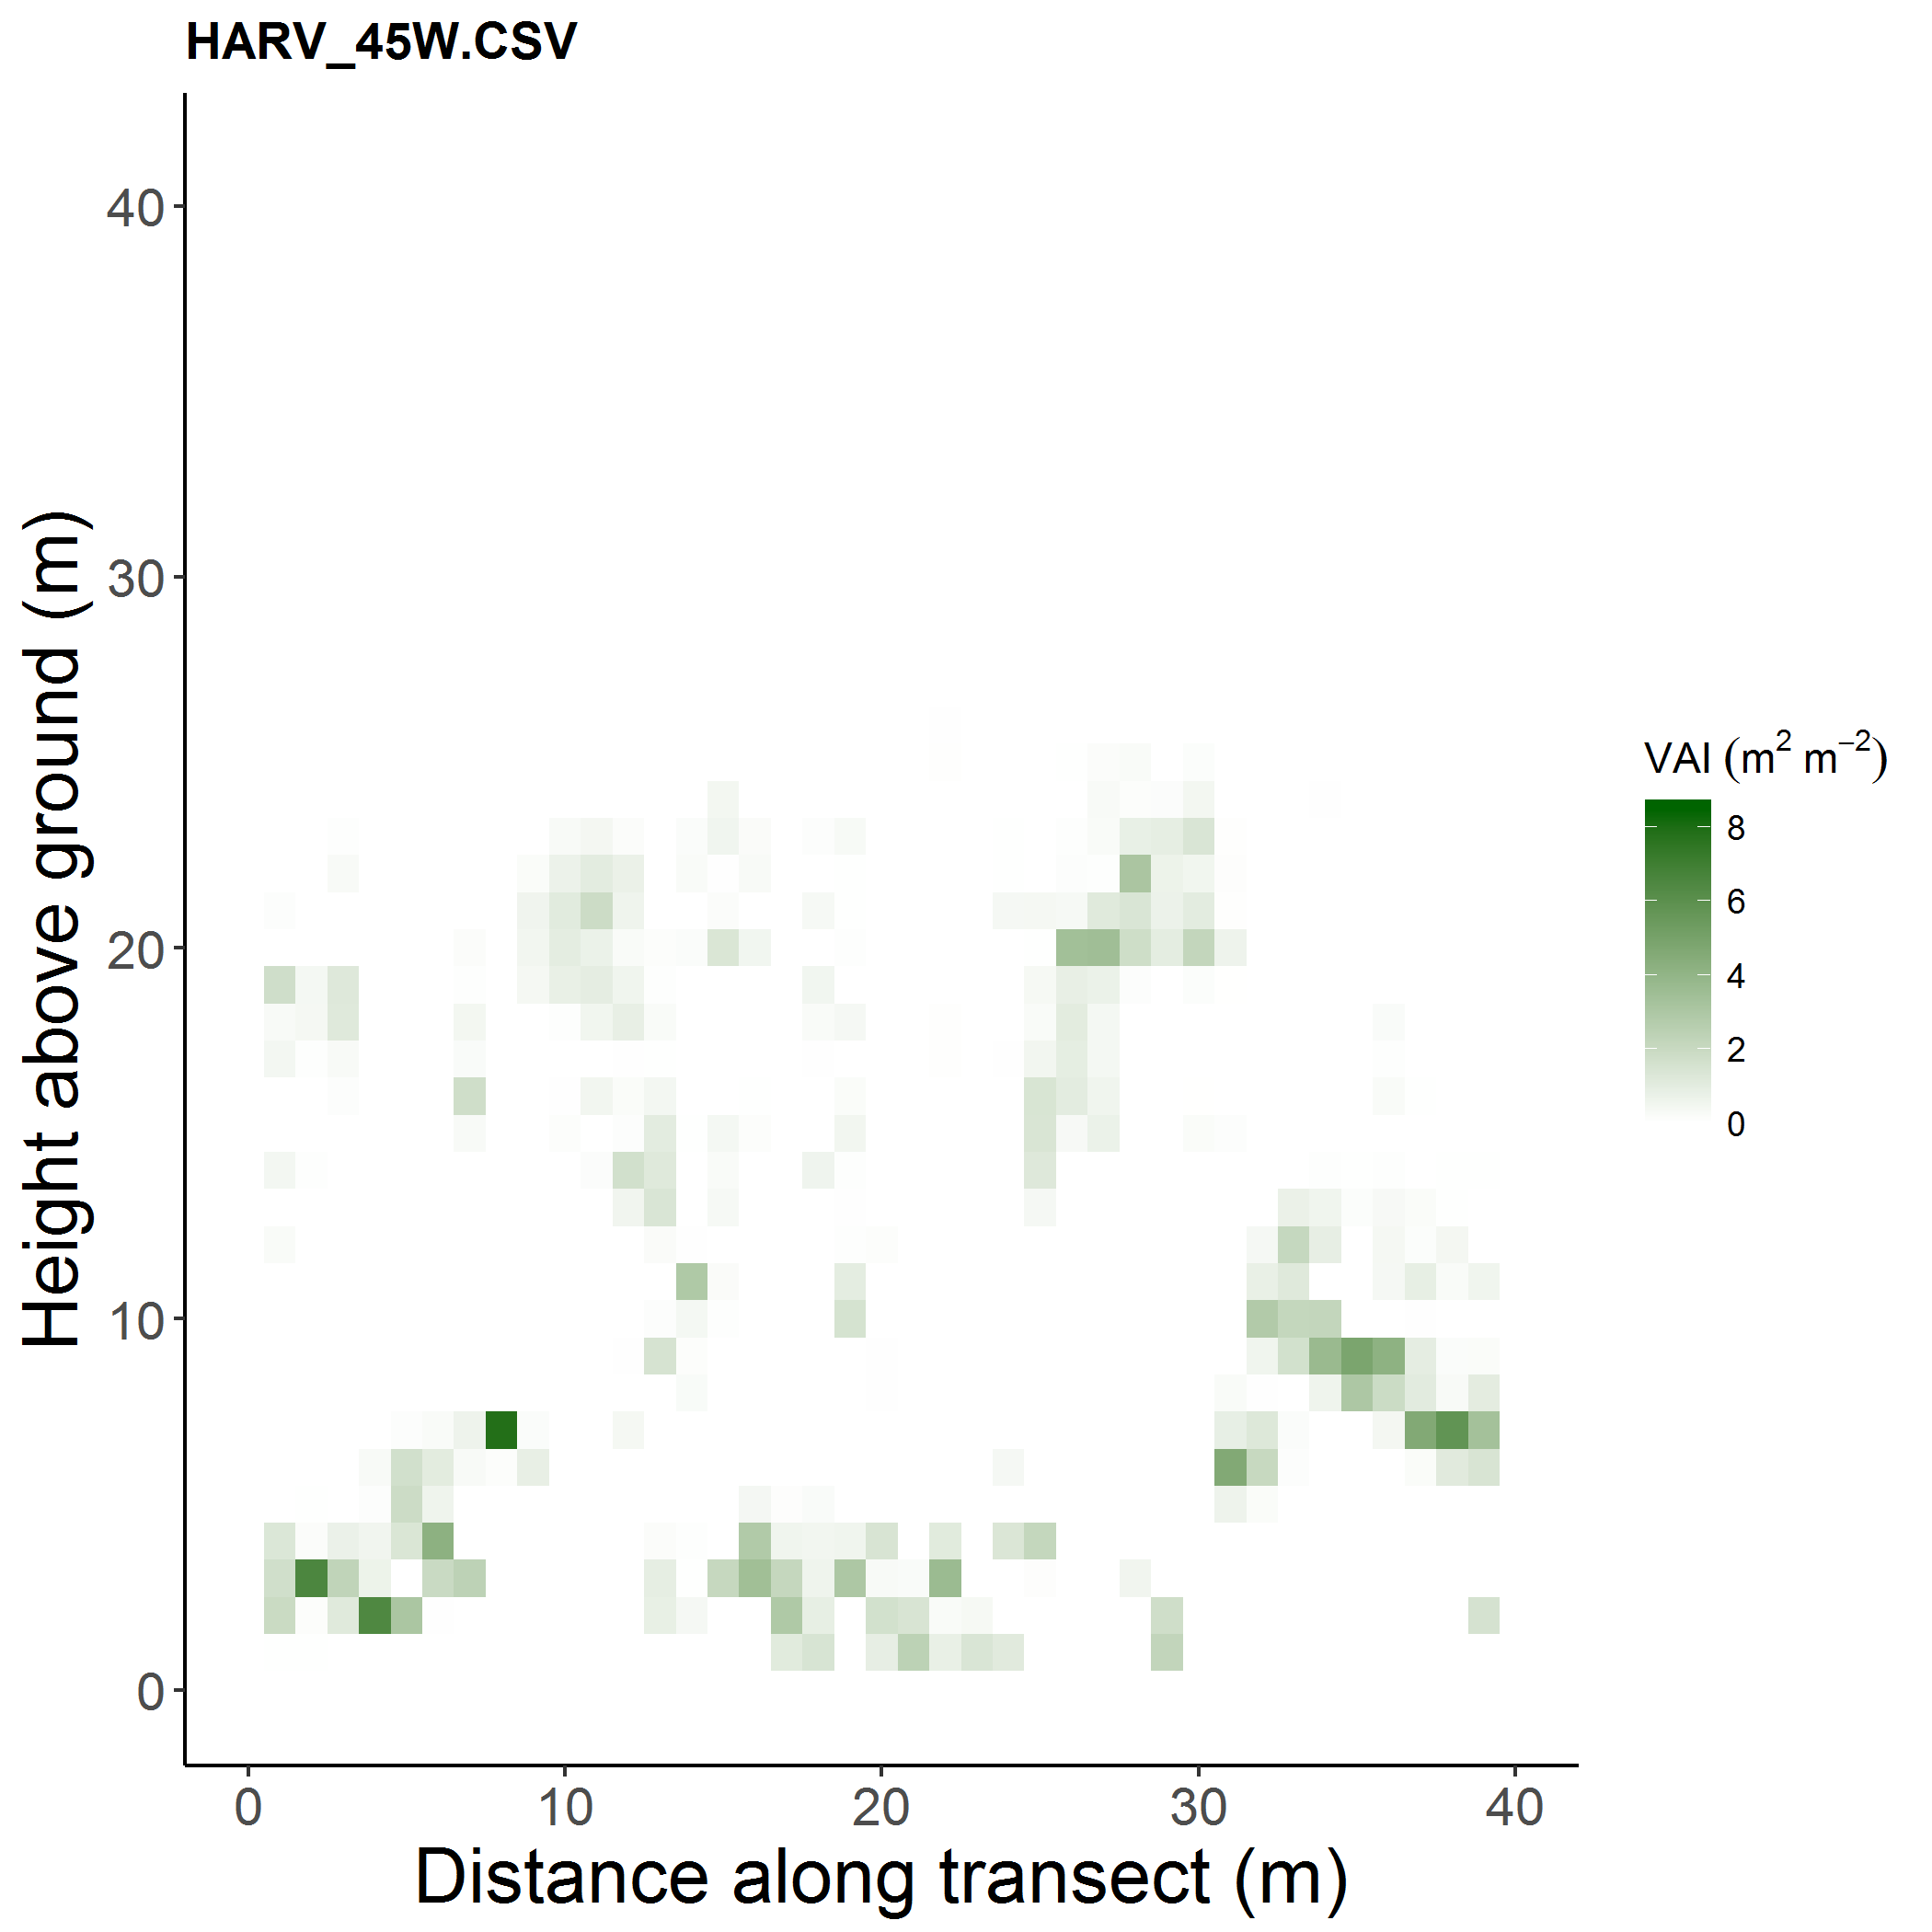 HARV_45W.CSV
Height above ground (m)
40
30
20
10
0
0 10 20 30 40
Distance along transect (m)
VAI (m² m⁻²)
8
6
4
2
0